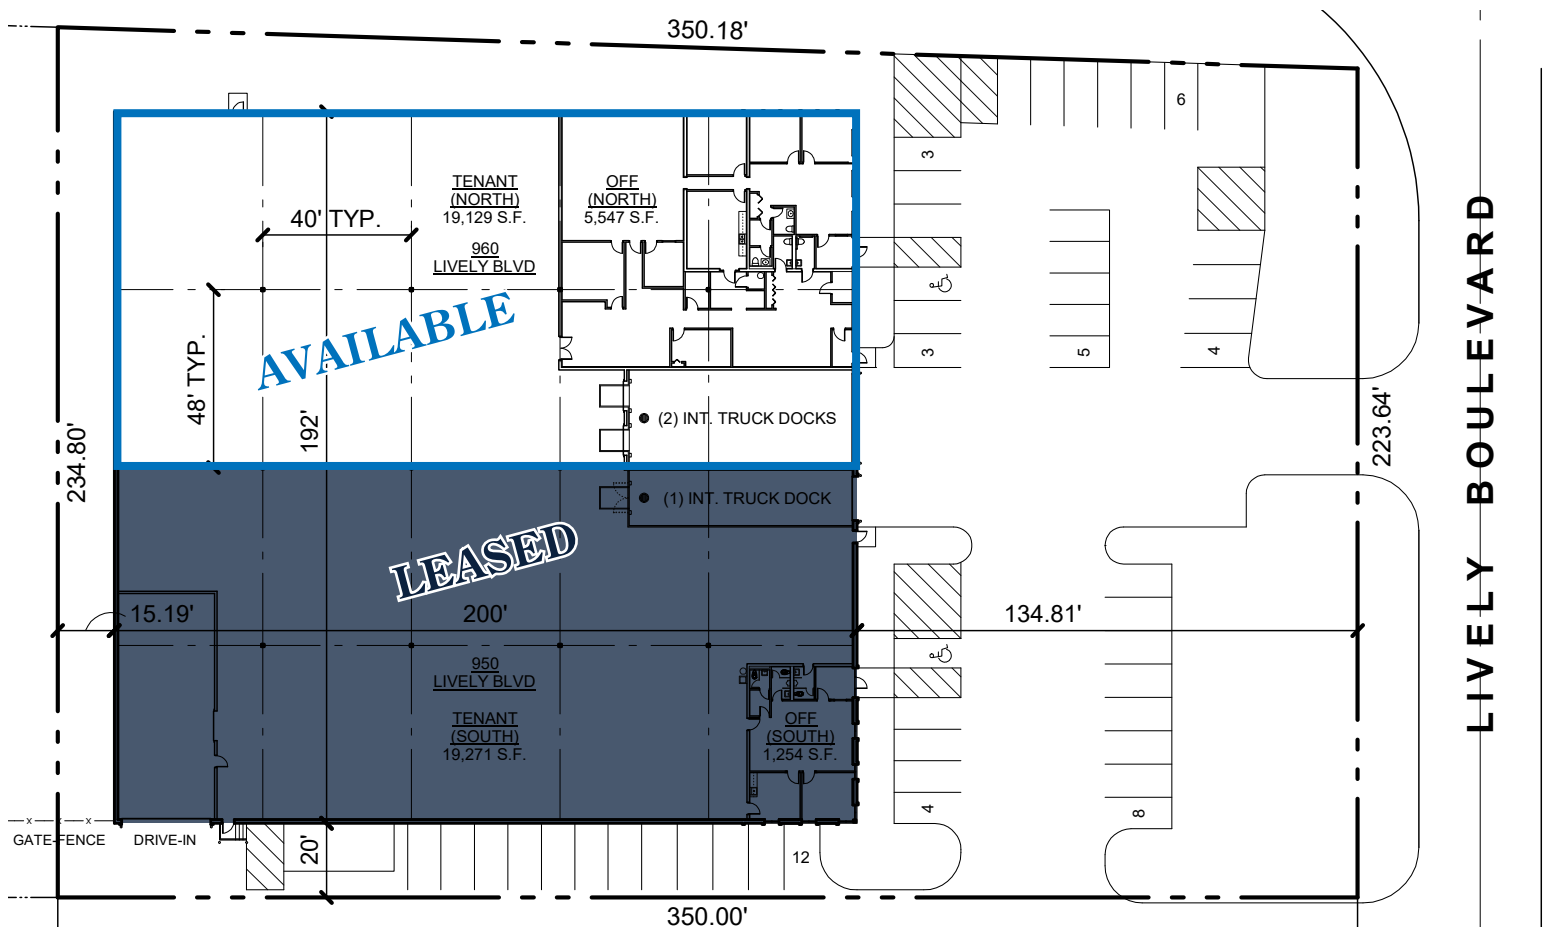 350.18'
6
3
TENANT
(NORTH)
19,129 S.F.
OFF
(NORTH)
5,547 S.F.
40' TYP.
960
LIVELY BLVD
AVAILABLE
48' TYP.
192'
3
5
4
(2) INT. TRUCK DOCKS
234.80'
223.64'
LIVELY BOULEVARD
(1) INT. TRUCK DOCK
LEASED
15.19'
200'
134.81'
950
LIVELY BLVD
TENANT
(SOUTH)
19,271 S.F.
OFF
(SOUTH)
1,254 S.F.
4
8
x x x
GATE-FENCE
DRIVE-IN
20'
12
350.00'